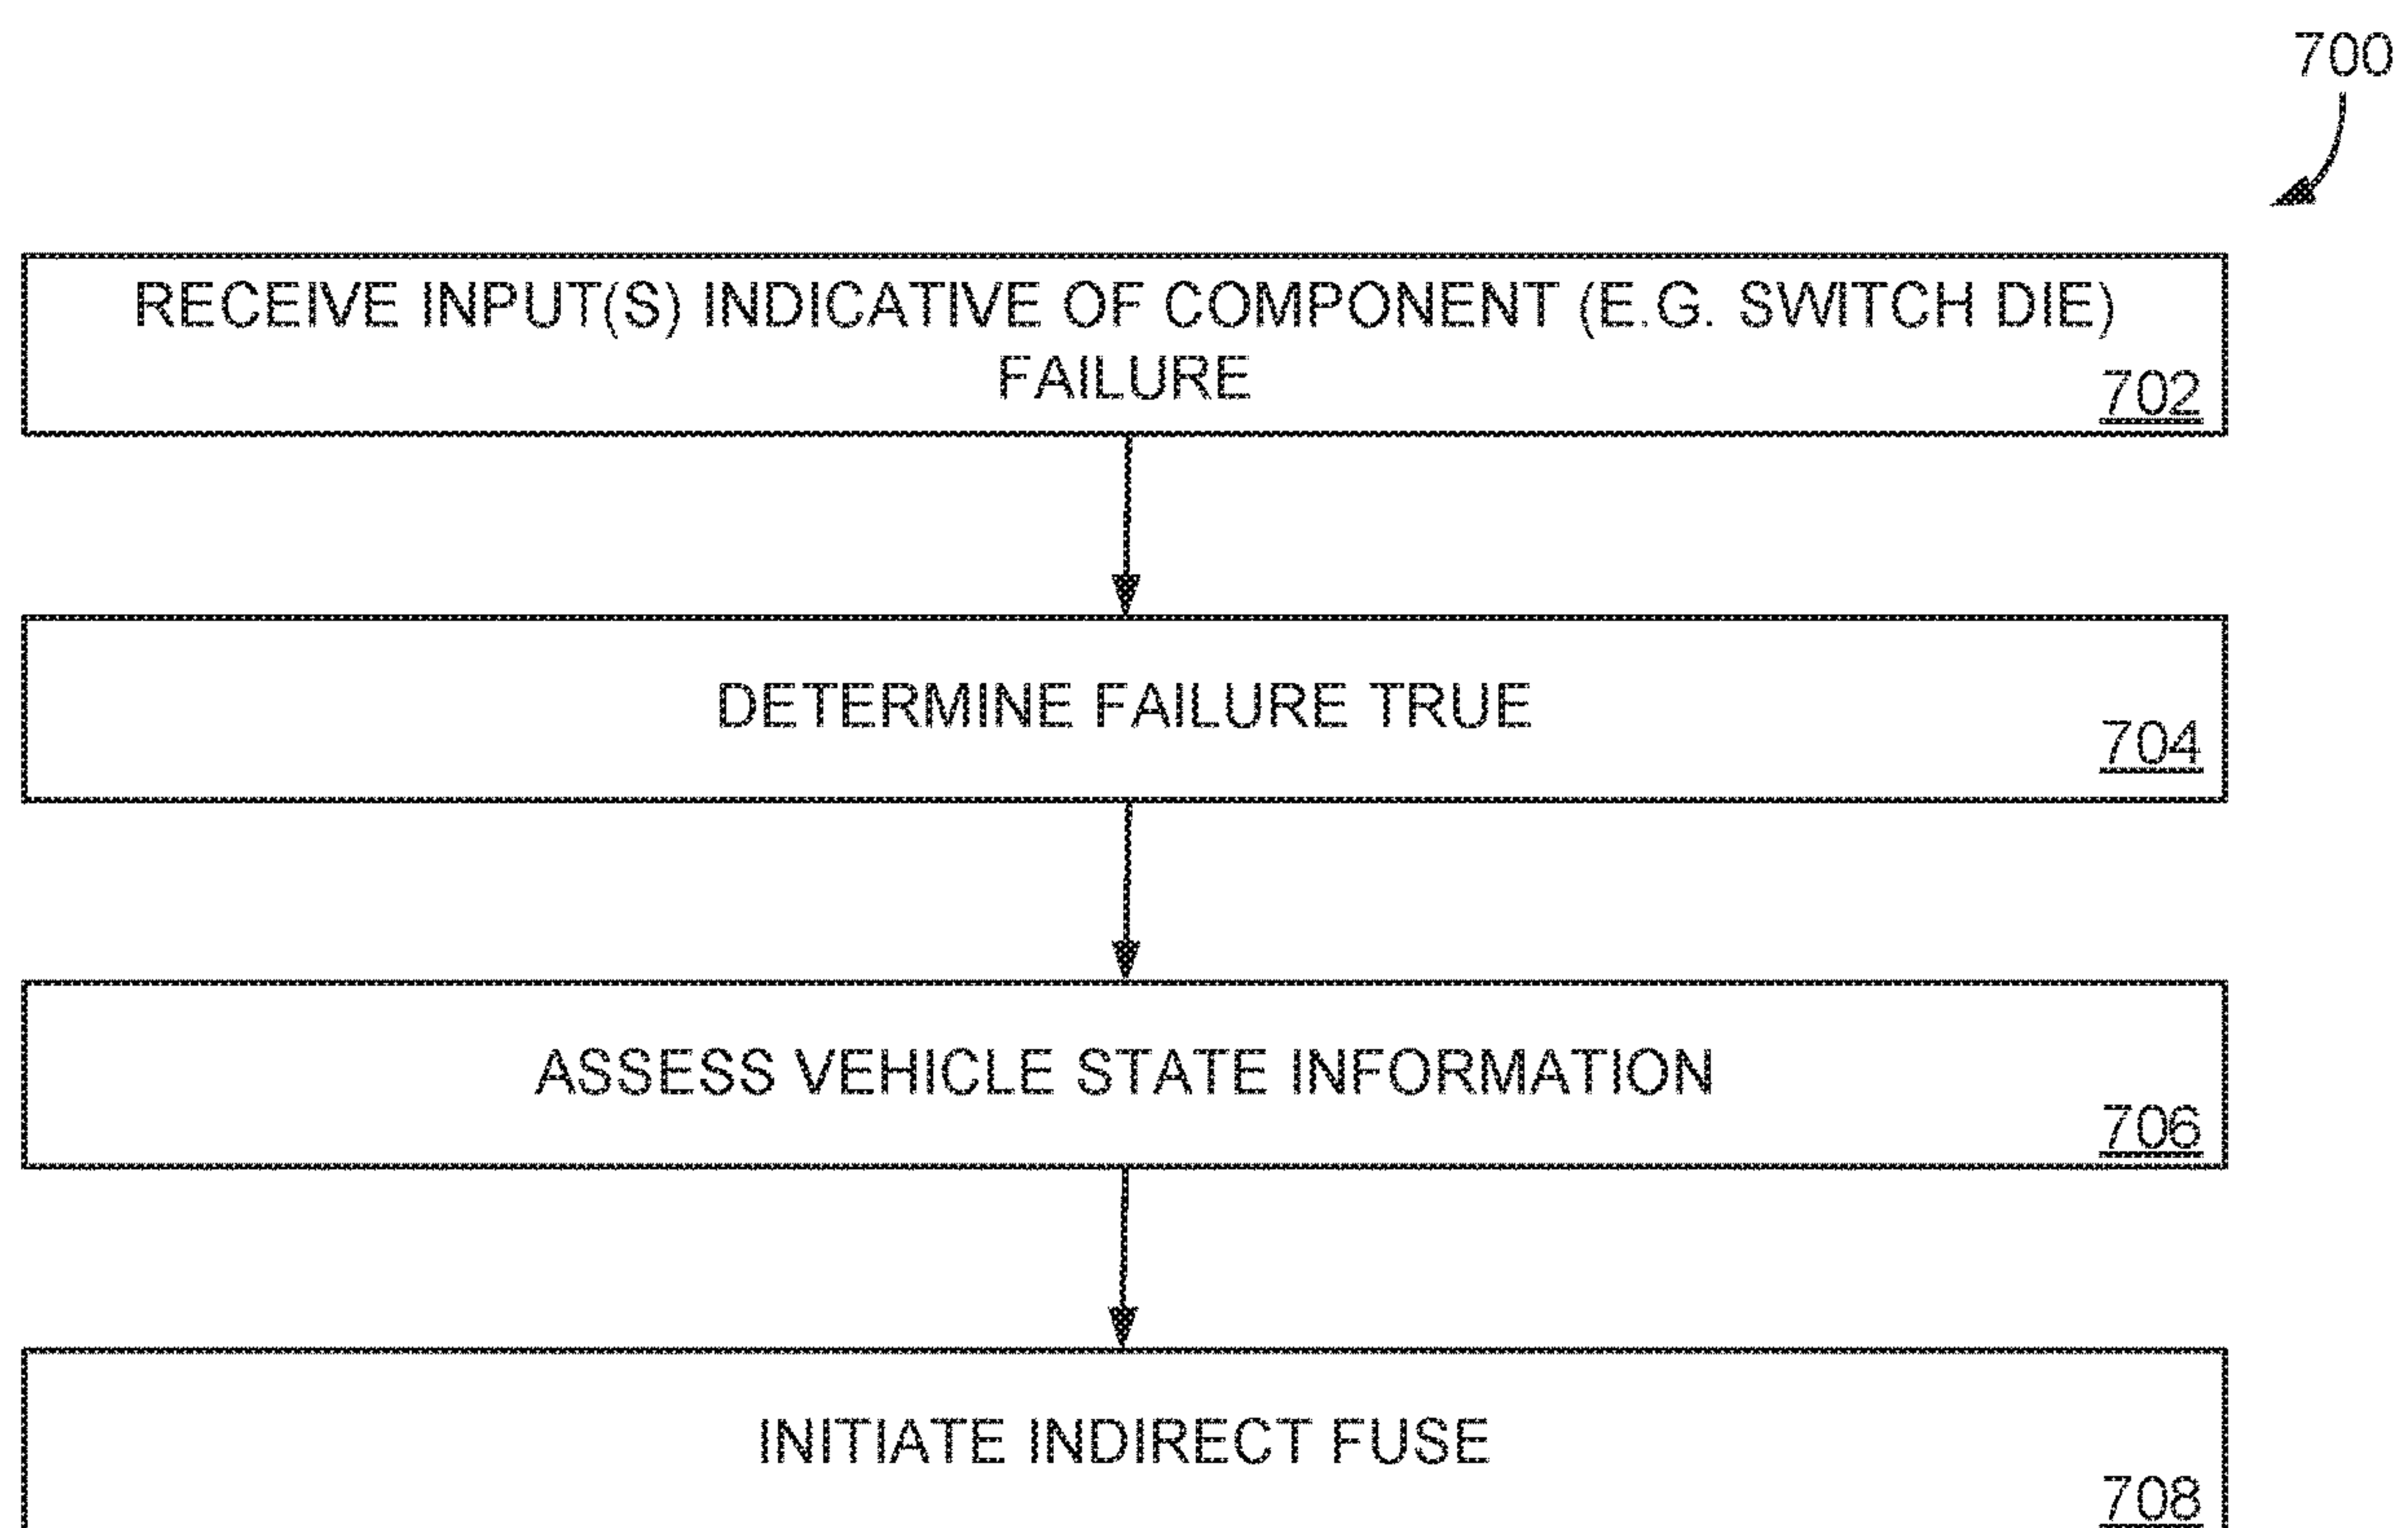 700
RECEIVE INPUT(S) INDICATIVE OF COMPONENT (E.G. SWITCH DIE)
FAILURE
702
DETERMINE FAILURE TRUE
704
ASSESS VEHICLE STATE INFORMATION
706
INITIATE INDIRECT FUSE
708